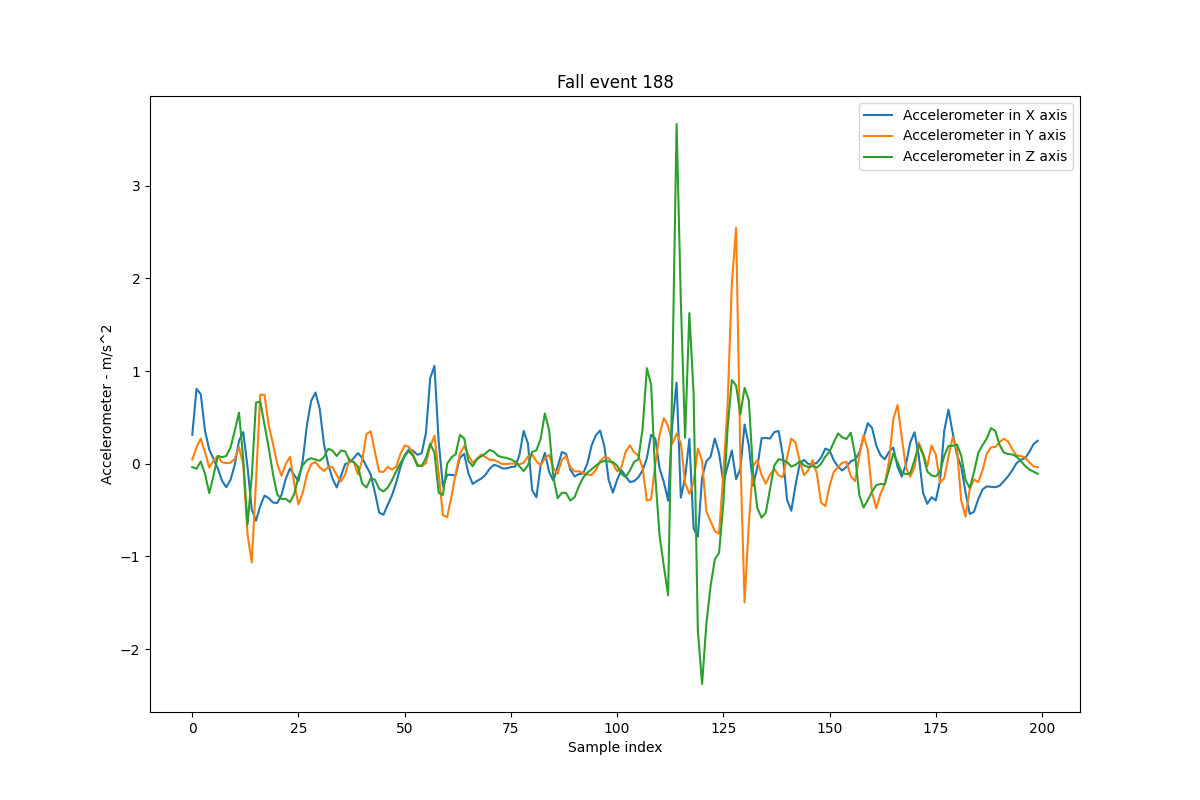 Fall event 188
Accelerometer in X axis
Accelerometer in Y axis
Accelerometer in Z axis
Accelerometer - m/s^2
3
2
1
0
−1
−2
0 25 50 75 100 125 150 175 200
Sample index